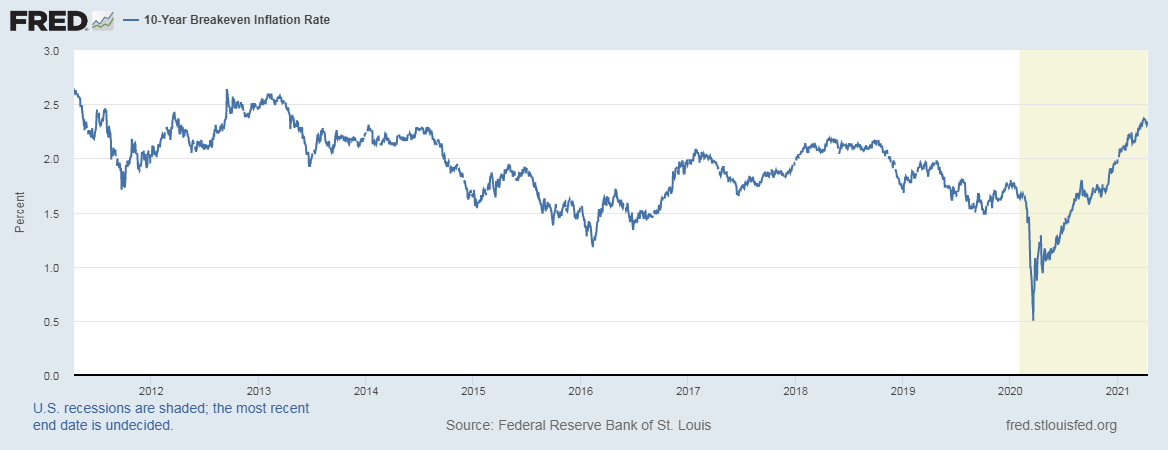 FRED 10-Year Breakeven Inflation Rate
3.0
2.5
2.0
1.5
1.0
0.5
0.0
Percent
2012 2013 2014 2015 2016 2017 2018 2019 2020 2021
U.S. recessions are shaded; the most recent
end date is undecided.
Source: Federal Reserve Bank of St. Louis
fred.stlouisfed.org